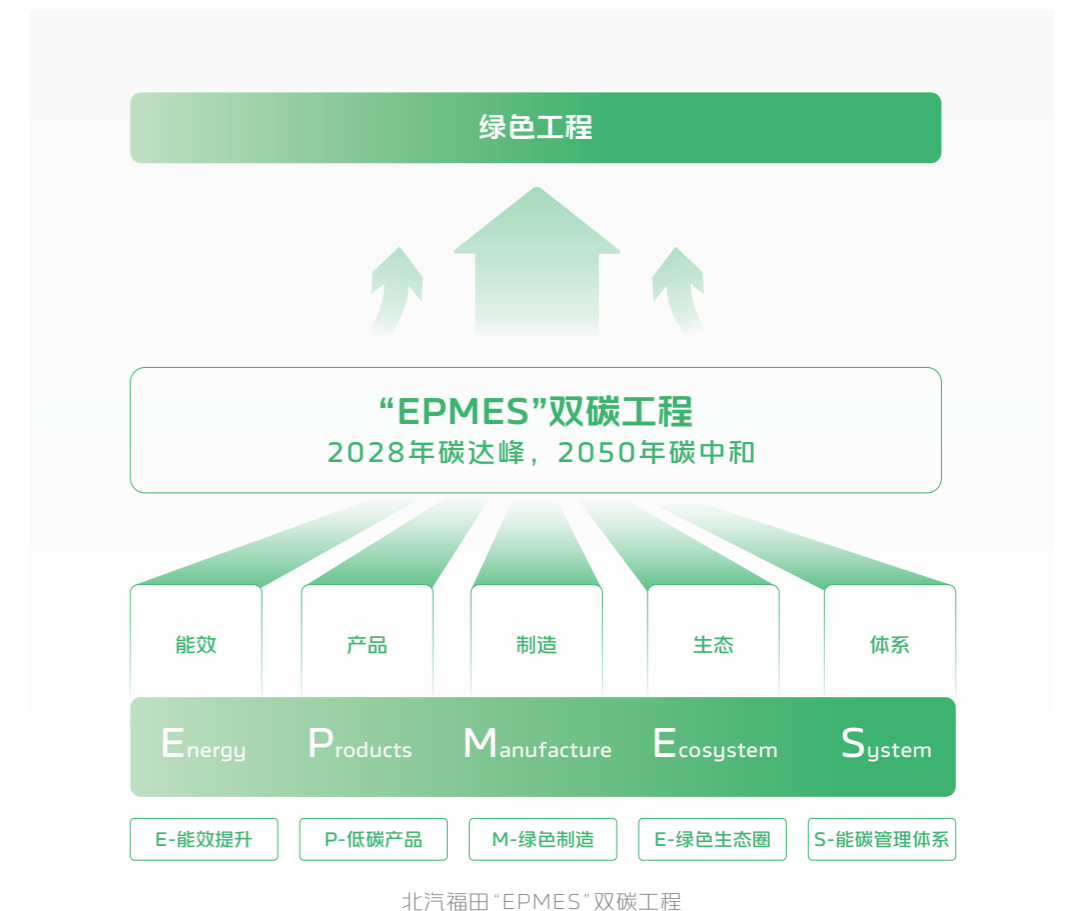 绿色工程
“EPMES”双碳工程
2028年碳达峰，2050年碳中和
能效 产品 制造 生态 体系
Energy Products Manufacture Ecosystem System
E-能效提升 P-低碳产品 M-绿色制造 E-绿色生态圈 S-能碳管理体系
北汽福田“EPMES”双碳工程